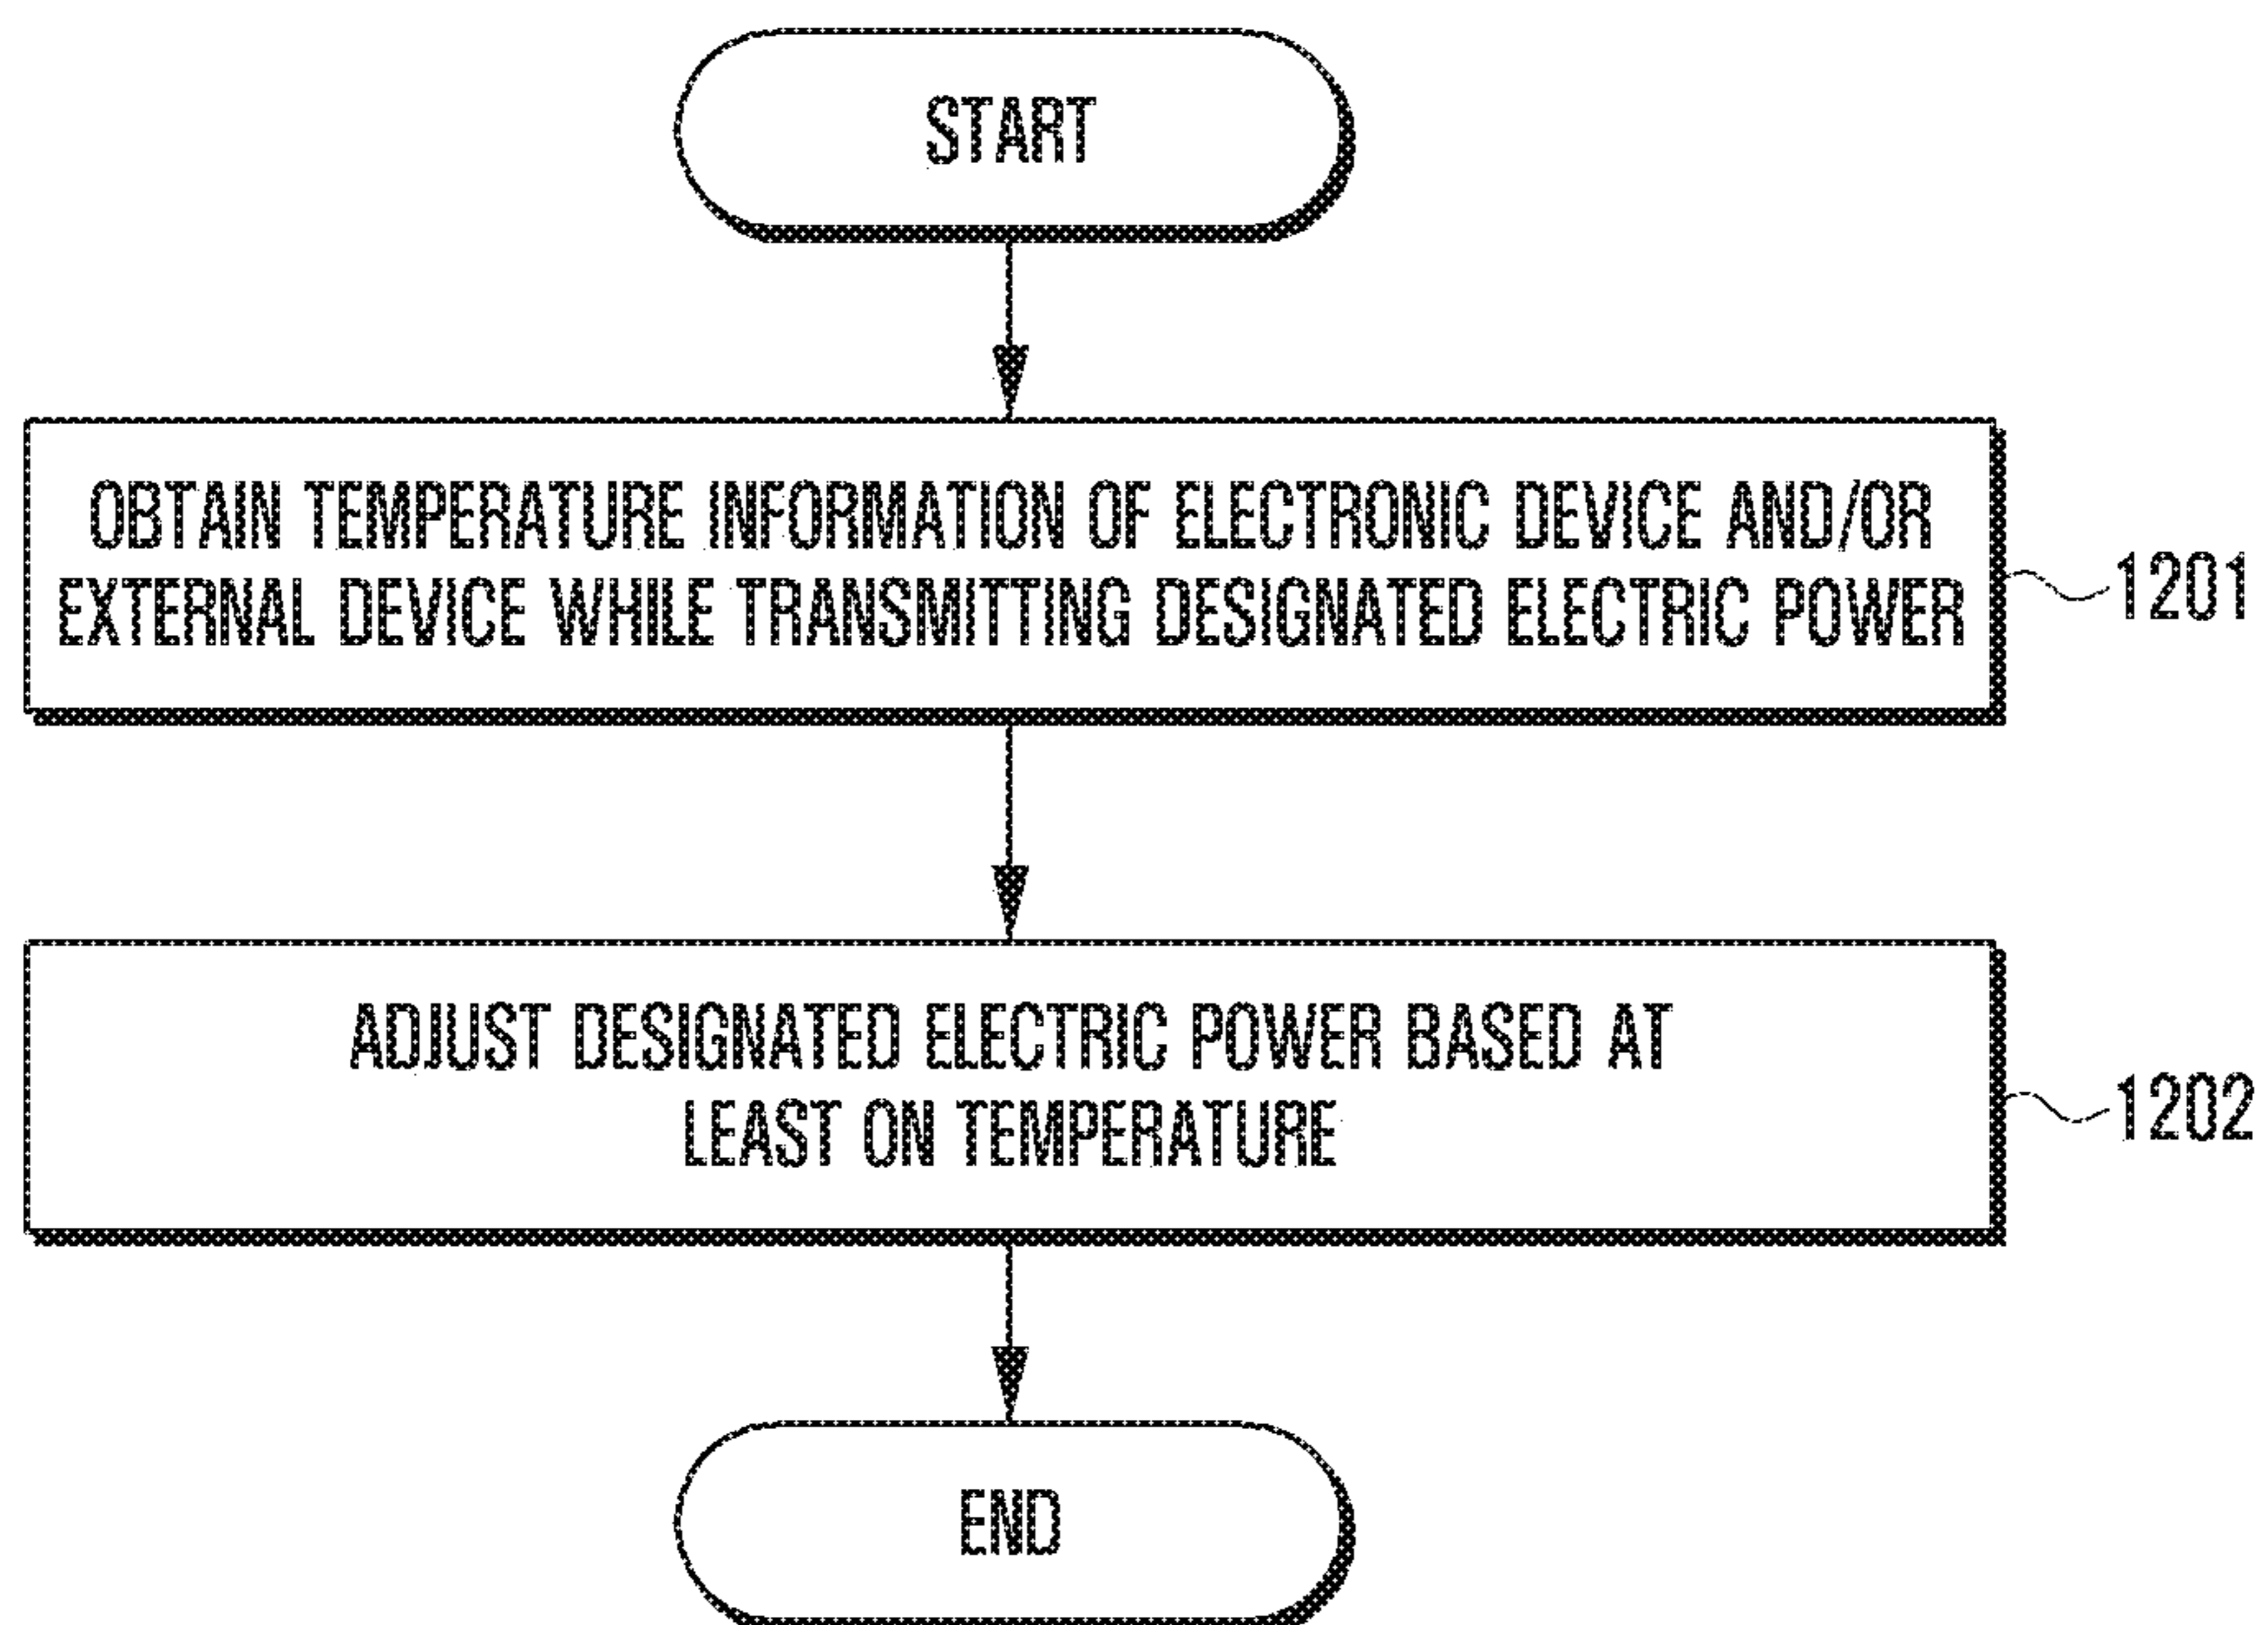 START
OBTAIN TEMPERATURE INFORMATION OF ELECTRONIC DEVICE AND/OR
EXTERNAL DEVICE WHILE TRANSMITTING DESIGNATED ELECTRIC POWER
1201
ADJUST DESIGNATED ELECTRIC POWER BASED AT
LEAST ON TEMPERATURE
1202
END